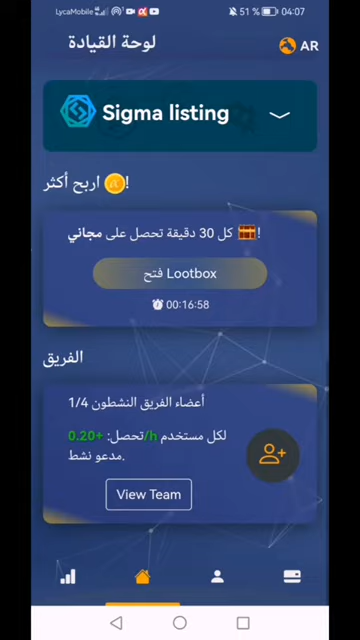 LycaMobile 51 % 04:07
لوحة القيادة
AR
Sigma listing
اربح أكثر !
كل 30 دقيقة تحصل على مجاني !
فتح Lootbox
00:16:58
الفريق
أعضاء الفريق النشطون 1/4
لكل مستخدم h/تحصل: +0.20
مدعو نشط.
View Team